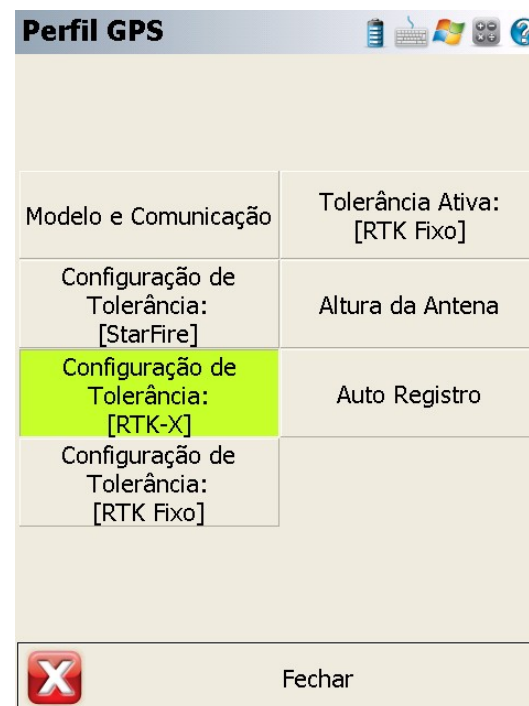 Perfil GPS
Modelo e Comunicação
Tolerância Ativa:
[RTK Fixo]
Configuração de
Tolerância:
[StarFire]
Altura da Antena
Configuração de
Tolerância:
[RTK-X]
Auto Registro
Configuração de
Tolerância:
[RTK Fixo]
Fechar